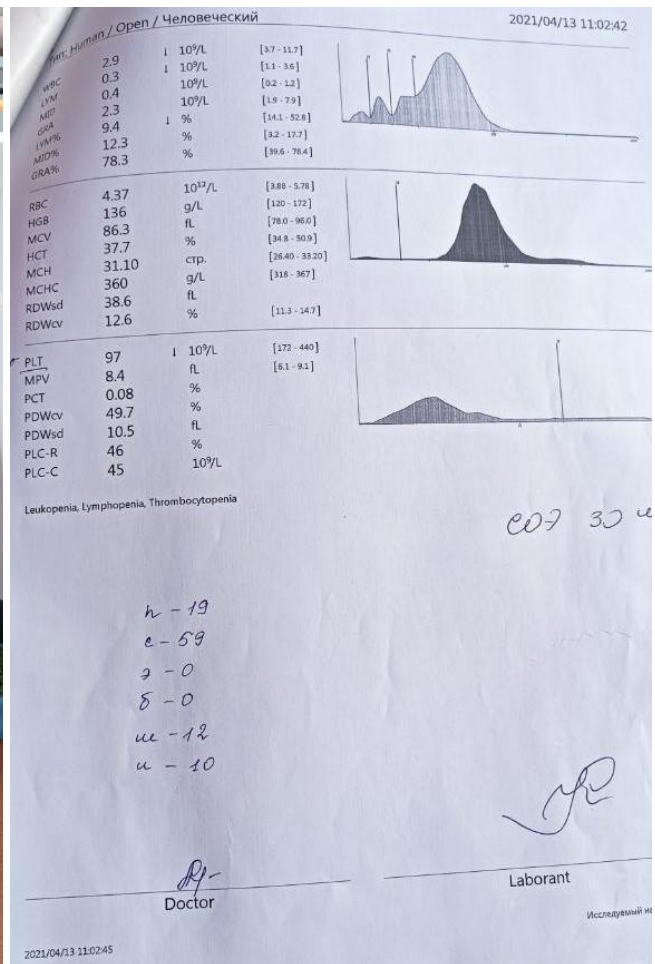 Тип: Human / Open / Человеческий 2021/04/13 11:02:42
WBC 2.9 ↓ 10⁹/L [3.7 - 11.7]
LYM 0.3 ↓ 10⁹/L [1.1 - 3.6]
MID 0.4 10⁹/L [0.2 - 1.2]
GRA 2.3 10⁹/L [1.9 - 7.9]
LYM% 9.4 ↓ % [14.1 - 52.8]
MID% 12.3 % [3.2 - 17.7]
GRA% 78.3 % [39.6 - 78.4]
RBC 4.37 10¹²/L [3.88 - 5.78]
HGB 136 g/L [120 - 172]
MCV 86.3 fL [78.0 - 96.0]
HCT 37.7 % [34.8 - 50.9]
MCH 31.10 стр. [26.40 - 33.20]
MCHC 360 g/L [318 - 367]
RDWsd 38.6 fL
RDWcv 12.6 % [11.3 - 14.7]
PLT 97 ↓ 10⁹/L [172 - 440]
MPV 8.4 fL [6.1 - 9.1]
PCT 0.08 %
PDWcv 49.7 %
PDWsd 10.5 fL
PLC-R 46 %
PLC-C 45 10⁹/L
Leukopenia, Lymphopenia, Thrombocytopenia
СОЭ 30
п - 19
с - 59
э - 0
б - 0
м - 10
Doctor
Laborant
Исследуемый
2021/04/13 11:02:45